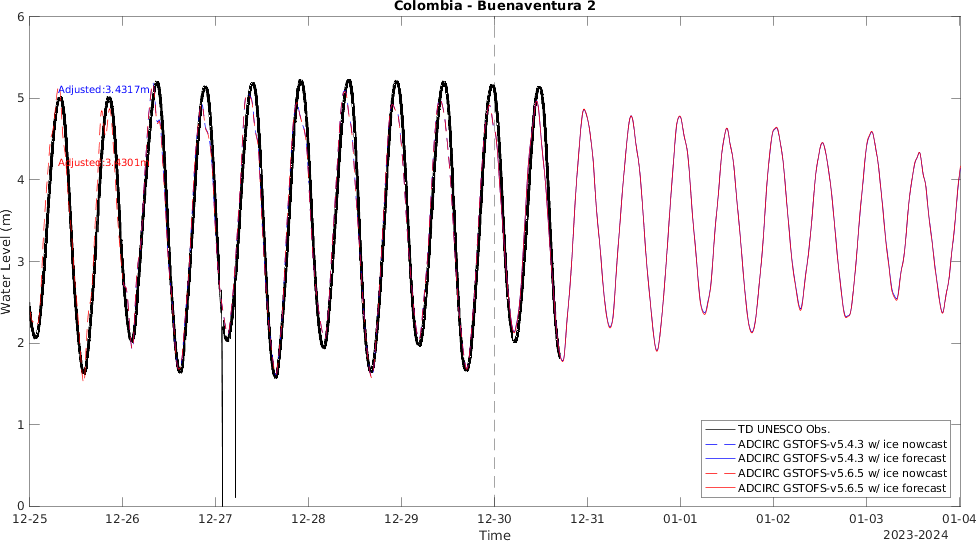 Colombia - Buenaventura 2
6
5
4
3
2
1
0
Water Level (m)
Adjusted:3.4317m
Adjusted:3.4301m
TD UNESCO Obs.
ADCIRC GSTOFS-v5.4.3 w/ ice nowcast
ADCIRC GSTOFS-v5.4.3 w/ ice forecast
ADCIRC GSTOFS-v5.6.5 w/ ice nowcast
ADCIRC GSTOFS-v5.6.5 w/ ice forecast
12-25 12-26 12-27 12-28 12-29 12-30 12-31 01-01 01-02 01-03 01-04
Time
2023-2024